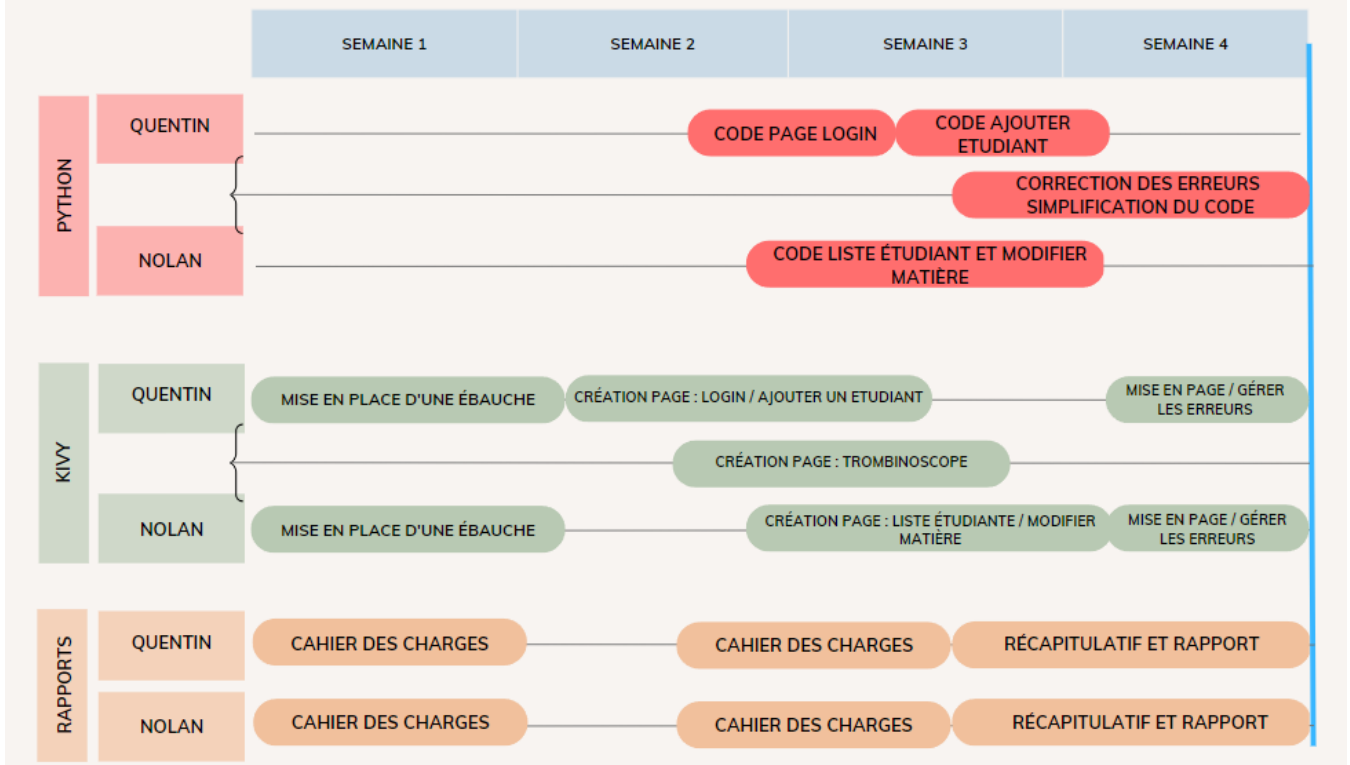 SEMAINE 1
SEMAINE 2
SEMAINE 3
SEMAINE 4
PYTHON
QUENTIN
CODE PAGE LOGIN
CODE AJOUTER
ETUDIANT
CORRECTION DES ERREURS
SIMPLIFICATION DU CODE
NOLAN
CODE LISTE ÉTUDIANT ET MODIFIER
MATIÈRE
KIVY
QUENTIN
MISE EN PLACE D'UNE ÉBAUCHE
CRÉATION PAGE : LOGIN / AJOUTER UN ETUDIANT
MISE EN PAGE / GÉRER
LES ERREURS
CRÉATION PAGE : TROMBINOSCOPE
NOLAN
MISE EN PLACE D'UNE ÉBAUCHE
CRÉATION PAGE : LISTE ÉTUDIANTE / MODIFIER
MATIÈRE
MISE EN PAGE / GÉRER
LES ERREURS
RAPPORTS
QUENTIN
CAHIER DES CHARGES
CAHIER DES CHARGES
RÉCAPITULATIF ET RAPPORT
NOLAN
CAHIER DES CHARGES
CAHIER DES CHARGES
RÉCAPITULATIF ET RAPPORT